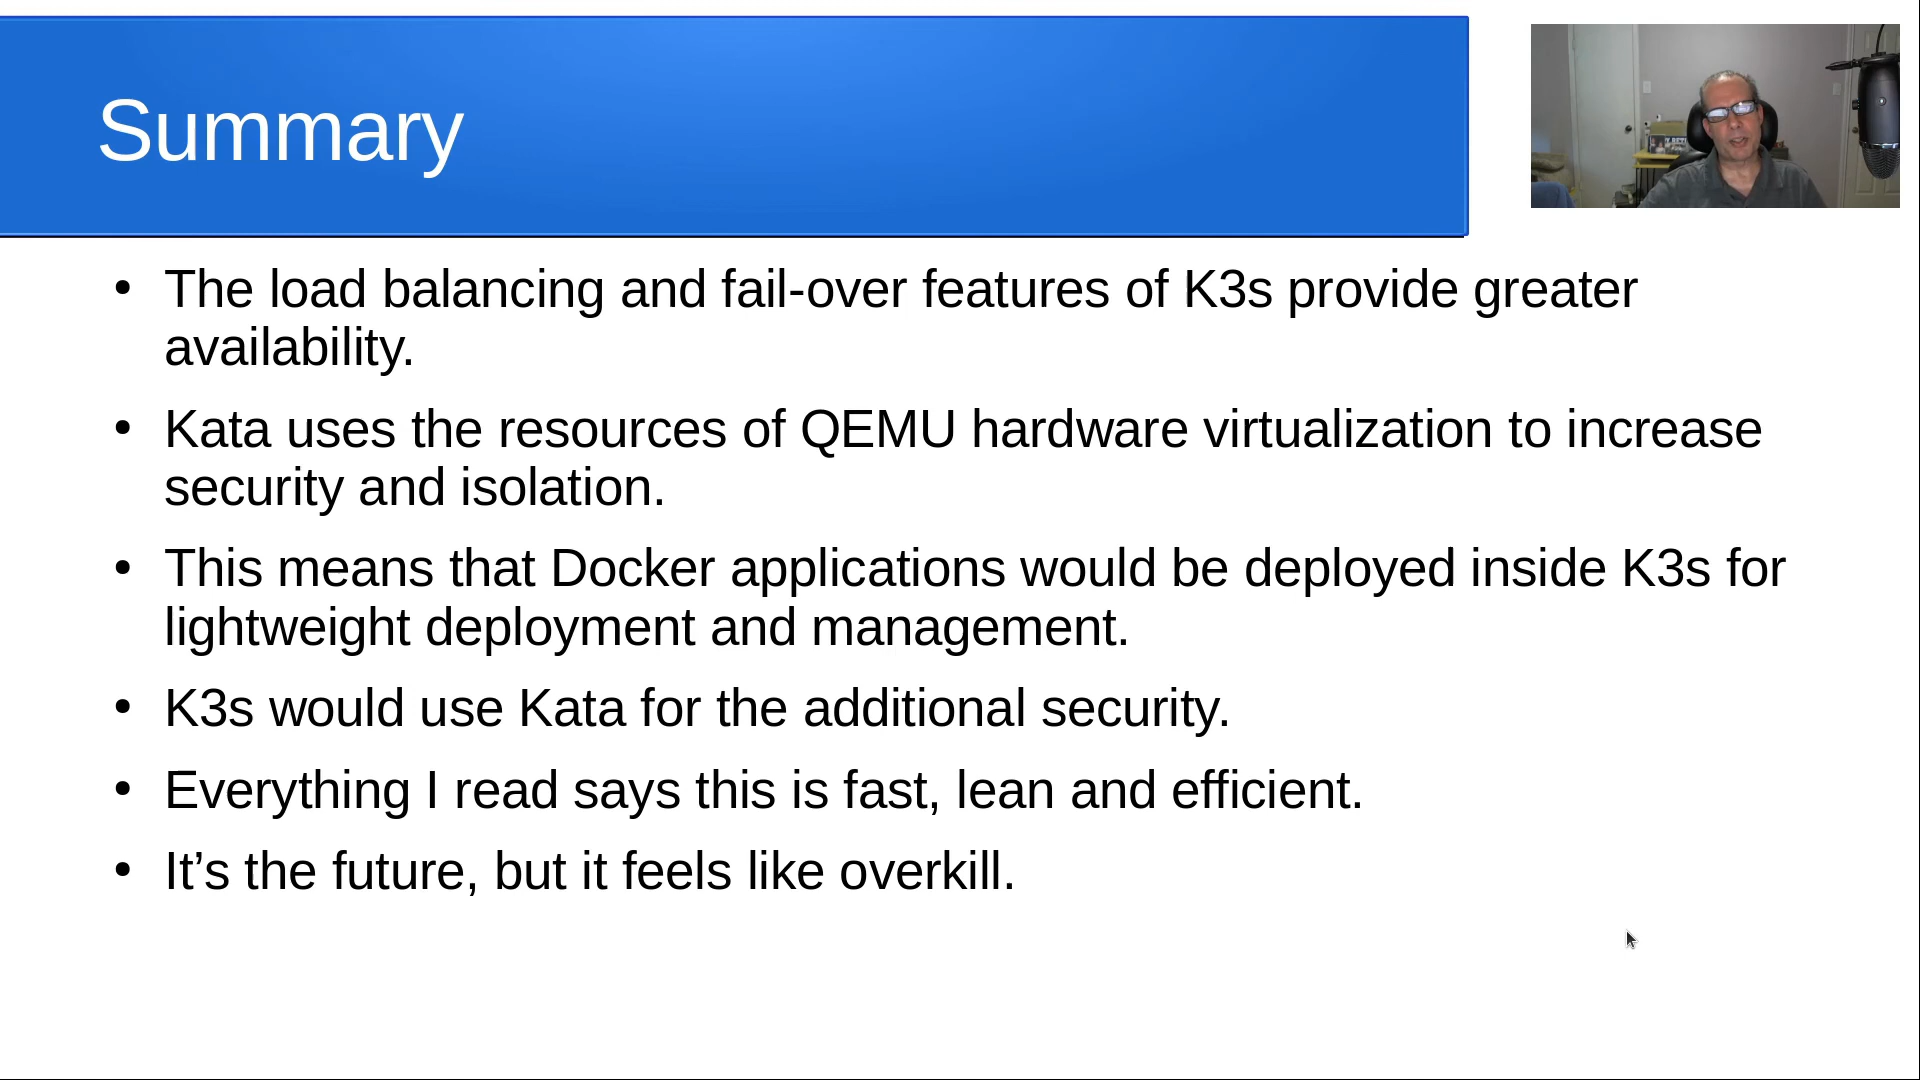 Summary
• The load balancing and fail-over features of K3s provide greater
availability.
• Kata uses the resources of QEMU hardware virtualization to increase
security and isolation.
• This means that Docker applications would be deployed inside K3s for
lightweight deployment and management.
• K3s would use Kata for the additional security.
• Everything I read says this is fast, lean and efficient.
• It’s the future, but it feels like overkill.